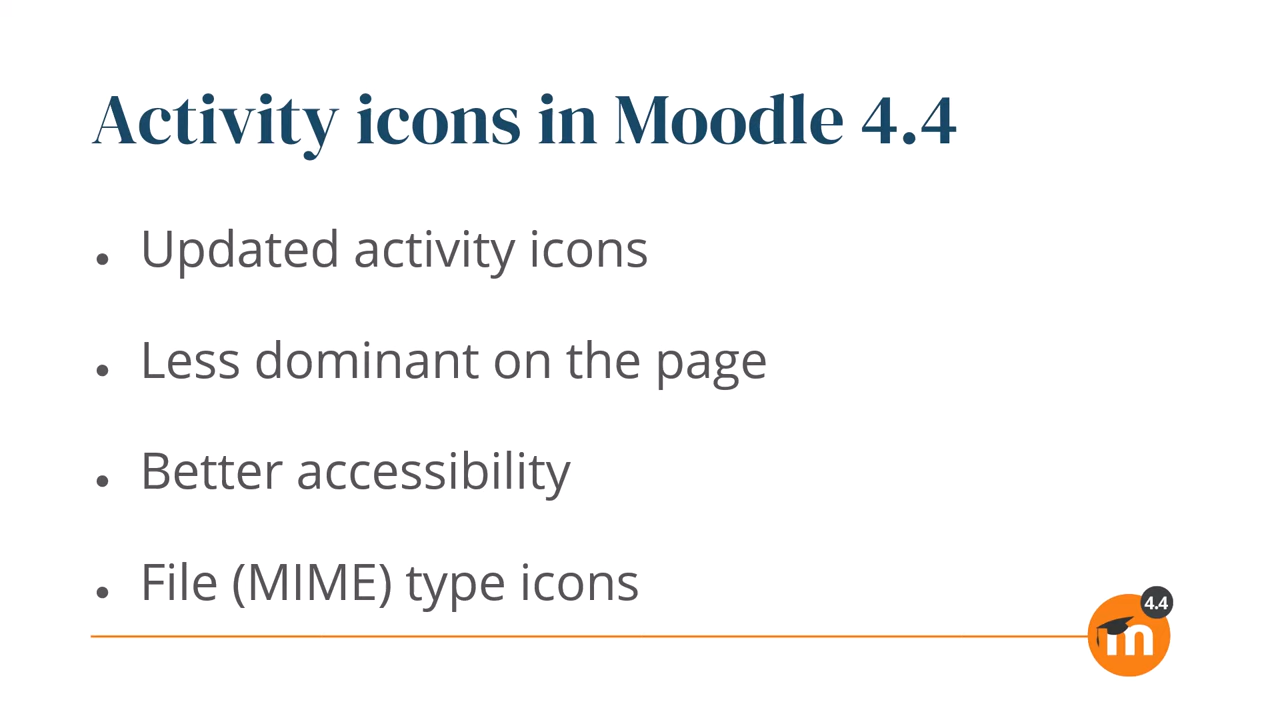 Activity icons in Moodle 4.4
• Updated activity icons
• Less dominant on the page
• Better accessibility
• File (MIME) type icons
4.4
m